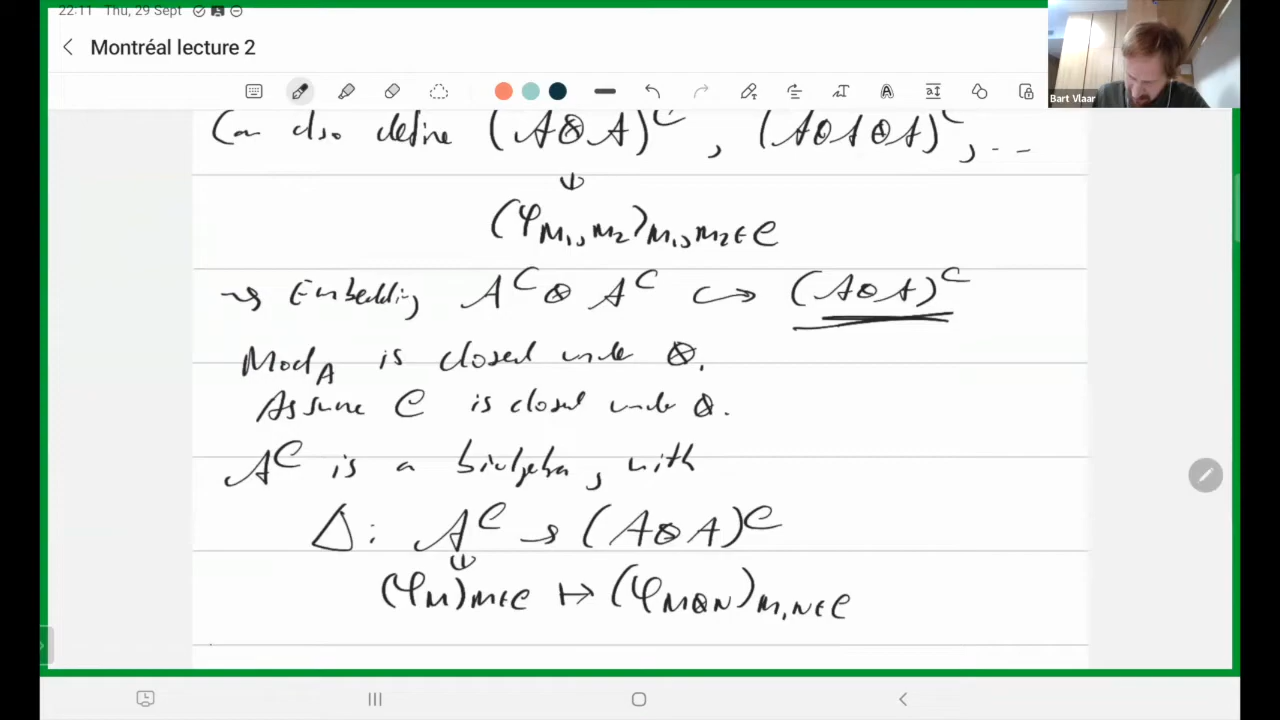 22:11 Thu, 29 Sept
Montréal lecture 2
Bart Vlaar
Can also define (A⊗A)^C, (A⊗A⊗A)^C, ...
(φ_{M₁,M₂})_{M₁,M₂∈C}
⇝ Embedding A^C ⊗ A^C ↪ (A⊗A)^C
Mod_A is closed under ⊗.
Assume C is closed under ⊗.
A^C is a bialgebra, with
Δ: A^C → (A⊗A)^C
(φ_M)_{M∈C} ↦ (φ_{M⊗N})_{M,N∈C}